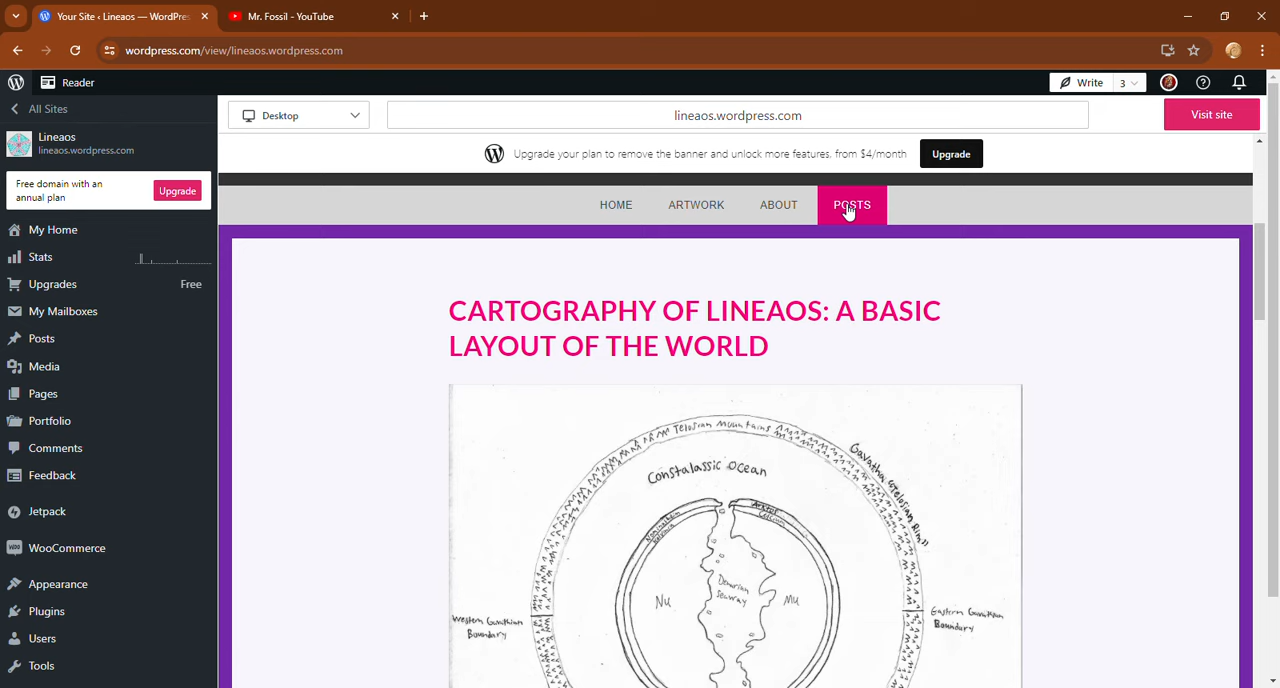 Your Site ‹ Lineaos — WordPres
Mr. Fossil - YouTube
wordpress.com/view/lineaos.wordpress.com
Reader
Write 3
All Sites
Lineaos
lineaos.wordpress.com
Free domain with an
annual plan
Upgrade
My Home
Stats
Upgrades Free
My Mailboxes
Posts
Media
Pages
Portfolio
Comments
Feedback
Jetpack
WooCommerce
Appearance
Plugins
Users
Tools
Desktop
lineaos.wordpress.com
Visit site
Upgrade your plan to remove the banner and unlock more features, from $4/month
Upgrade
HOME ARTWORK ABOUT POSTS
CARTOGRAPHY OF LINEAOS: A BASIC
LAYOUT OF THE WORLD
Telosian Mountains
Constalassic Ocean
Nu
Seaway
Mu
Western Gavathian
Boundary
Eastern Gavathian
Boundary